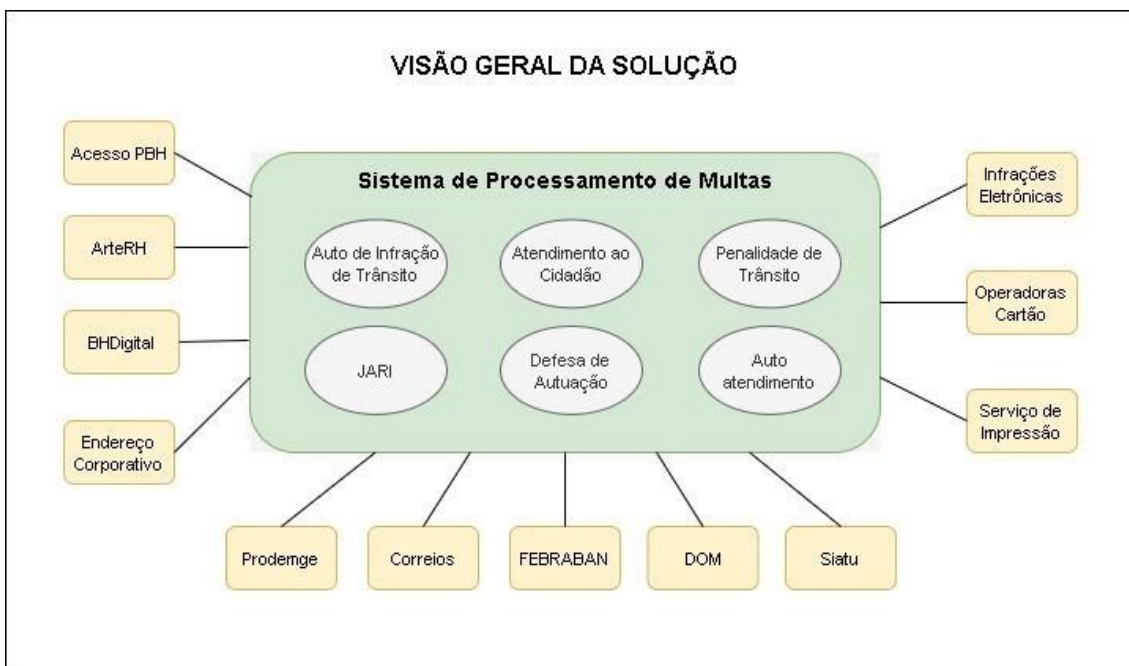 VISÃO GERAL DA SOLUÇÃO
Acesso PBH
ArteRH
BHDigital
Endereço
Corporativo
Sistema de Processamento de Multas
Auto de Infração
de Trânsito
Atendimento ao
Cidadão
Penalidade de
Trânsito
JARI
Defesa de
Autuação
Auto
atendimento
Infrações
Eletrônicas
Operadoras
Cartão
Serviço de
Impressão
Prodemge
Correios
FEBRABAN
DOM
Siatu